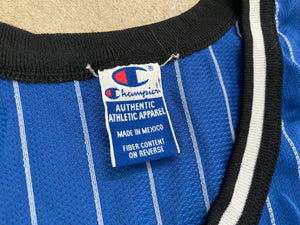 Champion
AUTHENTIC
ATHLETIC APPAREL
MADE IN MEXICO
FIBER CONTENT
ON REVERSE